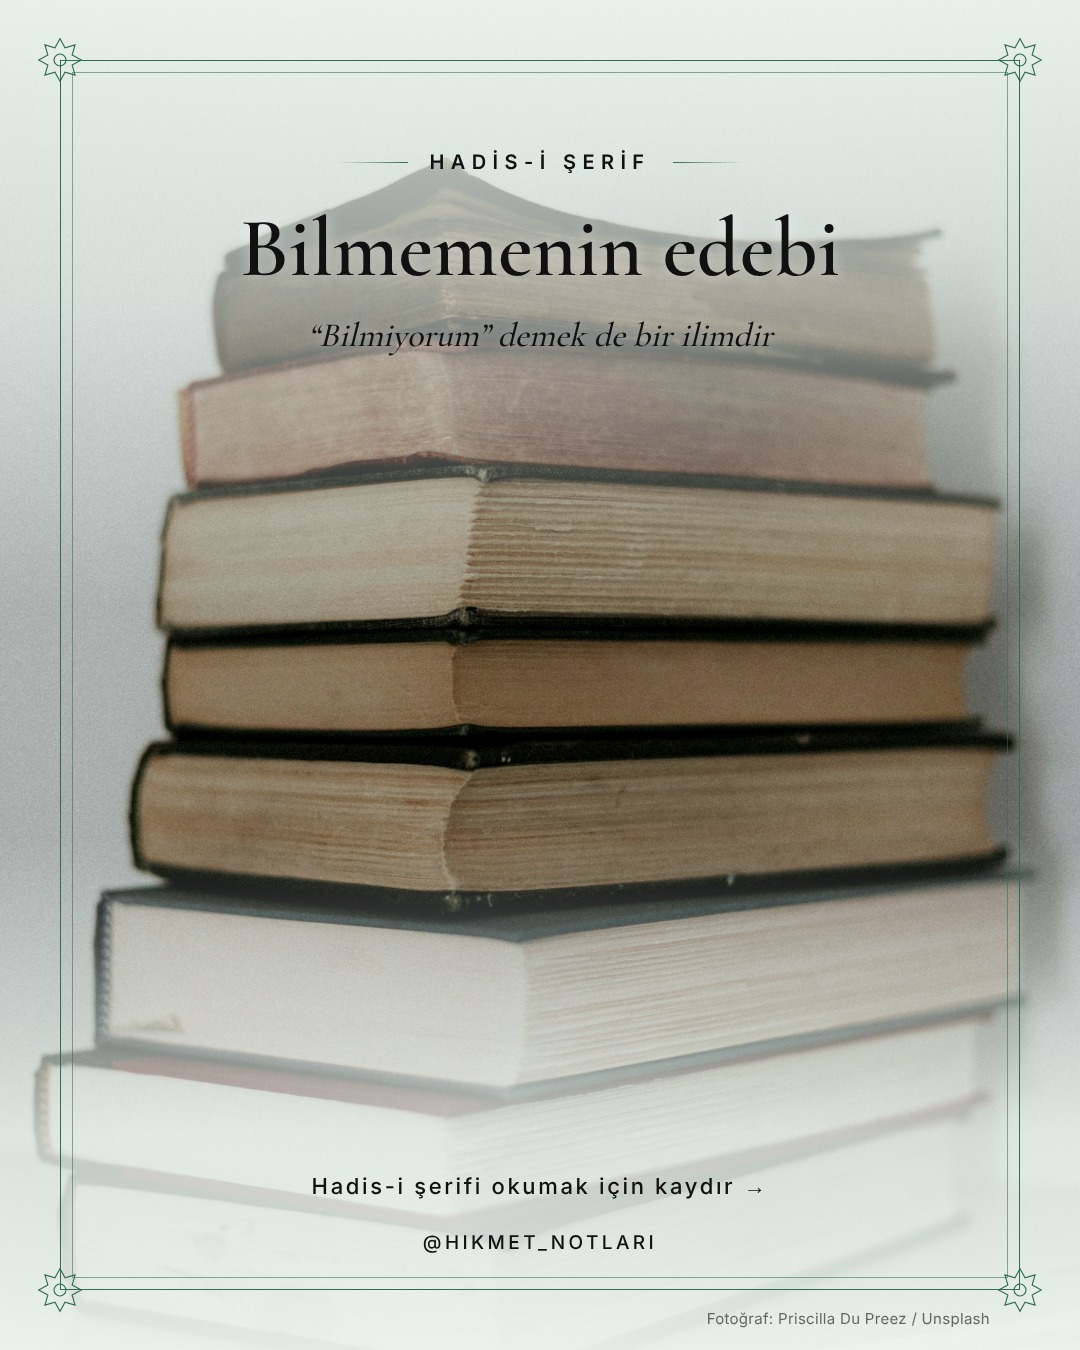 HADİS-İ ŞERİF
Bilmemenin edebi
“Bilmiyorum” demek de bir ilimdir
Hadis-i şerifi okumak için kaydır →
@HIKMET_NOTLARI
Fotoğraf: Priscilla Du Preez / Unsplash